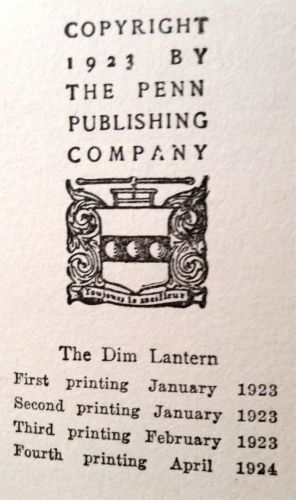 COPYRIGHT
1923 BY
THE PENN
PUBLISHING
COMPANY
Toujours le meilleur
The Dim Lantern
First printing January 1923
Second printing January 1923
Third printing February 1923
Fourth printing April 1924